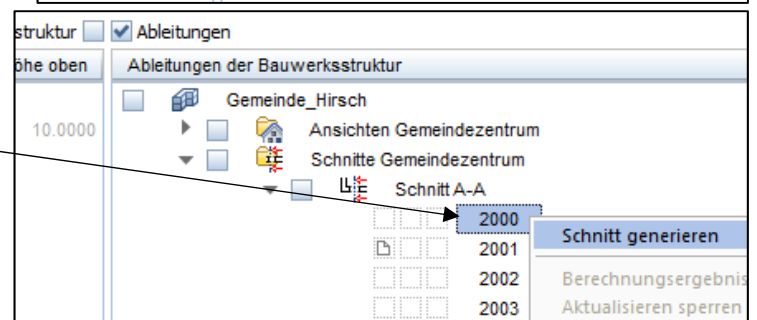 struktur Ableitungen
öhe oben Ableitungen der Bauwerksstruktur
Gemeinde_Hirsch
10.0000 Ansichten Gemeindezentrum
Schnitte Gemeindezentrum
Schnitt A-A
2000
Schnitt generieren
2001
2002 Berechnungsergebnis
2003 Aktualisieren sperren